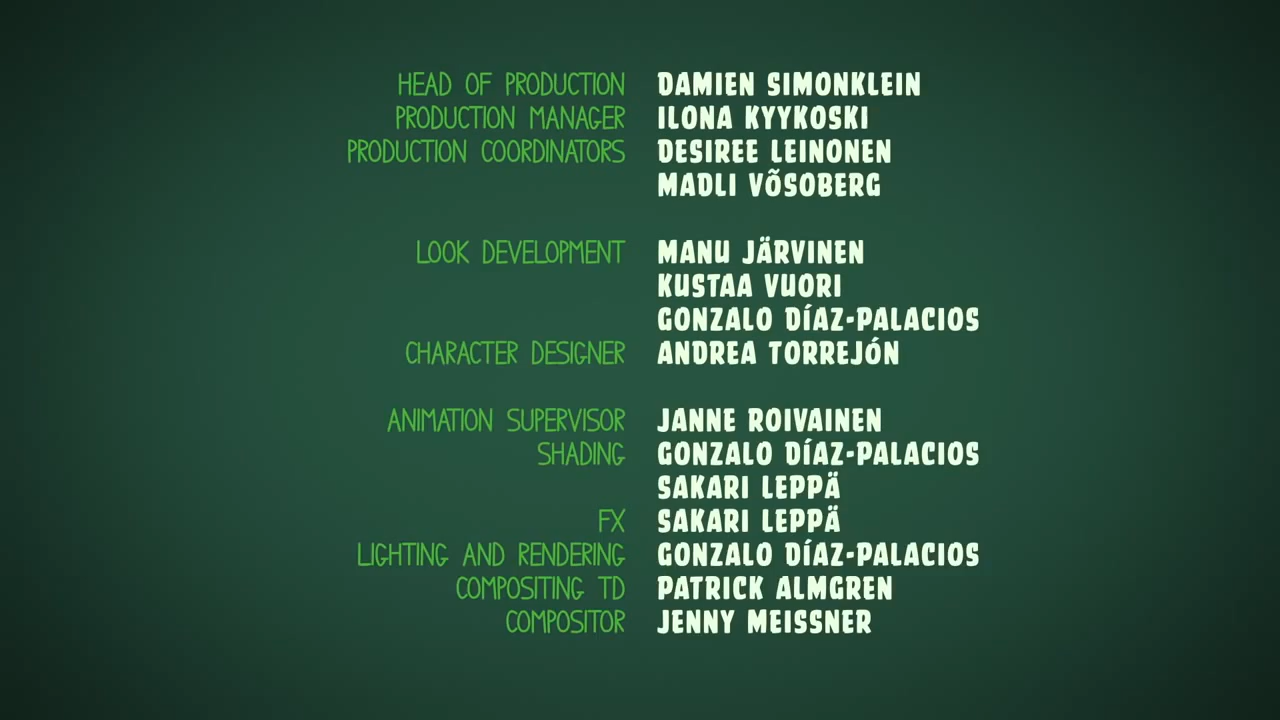 HEAD OF PRODUCTION DAMIEN SIMONKLEIN
PRODUCTION MANAGER ILONA KYYKOSKI
PRODUCTION COORDINATORS DESIREE LEINONEN
MADLI VÕSOBERG
LOOK DEVELOPMENT MANU JÄRVINEN
KUSTAA VUORI
GONZALO DÍAZ-PALACIOS
CHARACTER DESIGNER ANDREA TORREJÓN
ANIMATION SUPERVISOR JANNE ROIVAINEN
SHADING GONZALO DÍAZ-PALACIOS
SAKARI LEPPÄ
FX SAKARI LEPPÄ
LIGHTING AND RENDERING GONZALO DÍAZ-PALACIOS
COMPOSITING TD PATRICK ALMGREN
COMPOSITOR JENNY MEISSNER